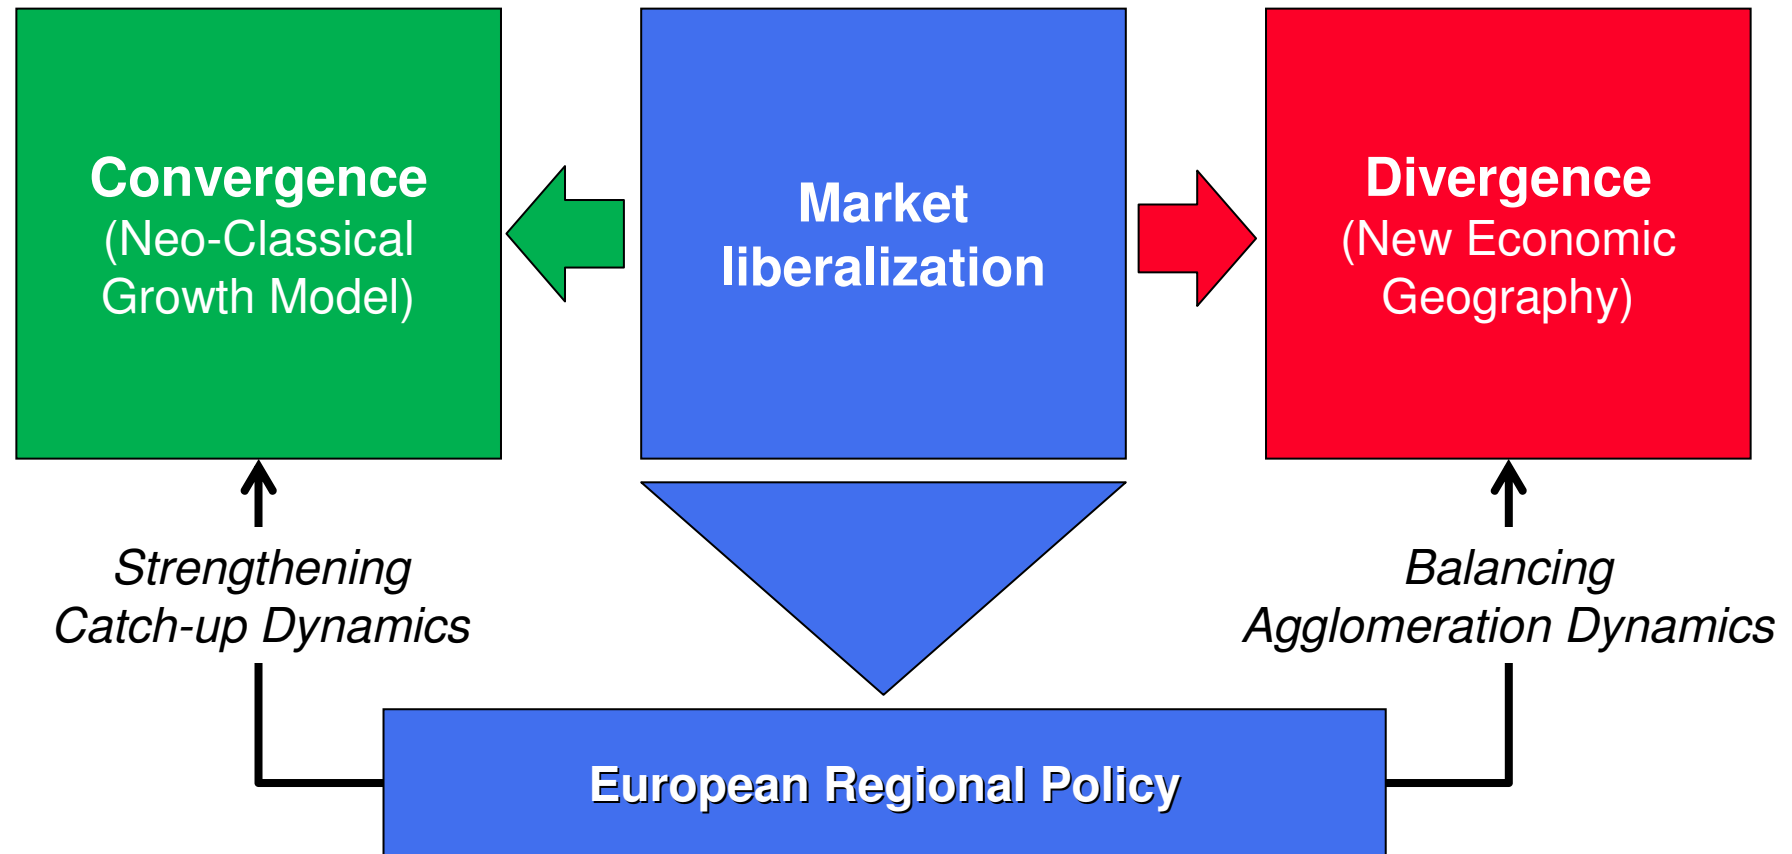 Convergence
(Neo-Classical
Growth Model)
Market
liberalization
Divergence
(New Economic
Geography)
Strengthening
Catch-up Dynamics
Balancing
Agglomeration Dynamics
European Regional Policy